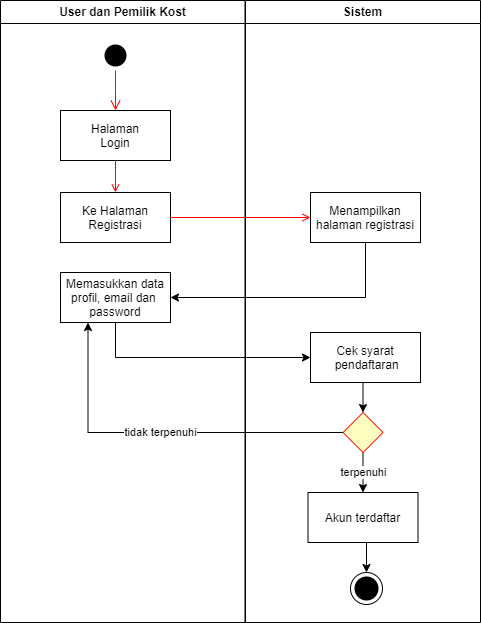 User dan Pemilik Kost
Sistem
Halaman
Login
Ke Halaman
Registrasi
Menampilkan
halaman registrasi
Memasukkan data
profil, email dan
password
Cek syarat
pendaftaran
tidak terpenuhi
terpenuhi
Akun terdaftar